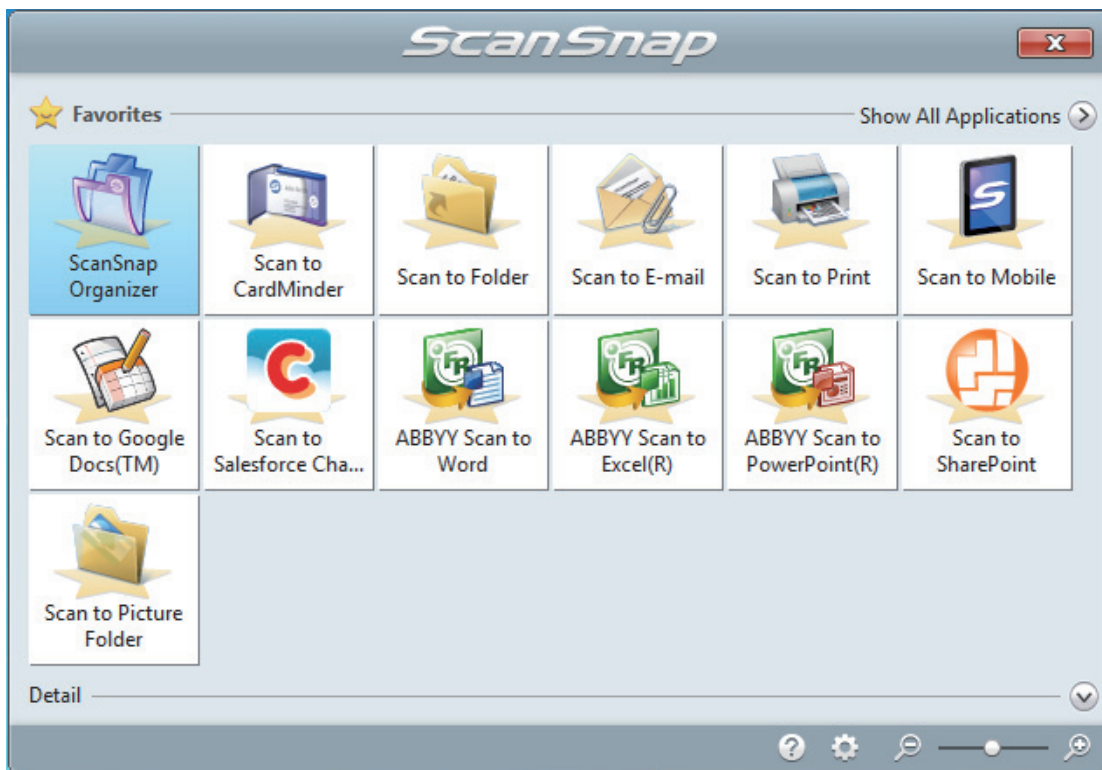 ScanSnap
Favorites
Show All Applications
ScanSnap
Organizer
Scan to
CardMinder
Scan to Folder
Scan to E-mail
Scan to Print
Scan to Mobile
Scan to Google
Docs(TM)
Scan to
Salesforce Cha...
ABBYY Scan to
Word
ABBYY Scan to
Excel(R)
ABBYY Scan to
PowerPoint(R)
Scan to
SharePoint
Scan to Picture
Folder
Detail